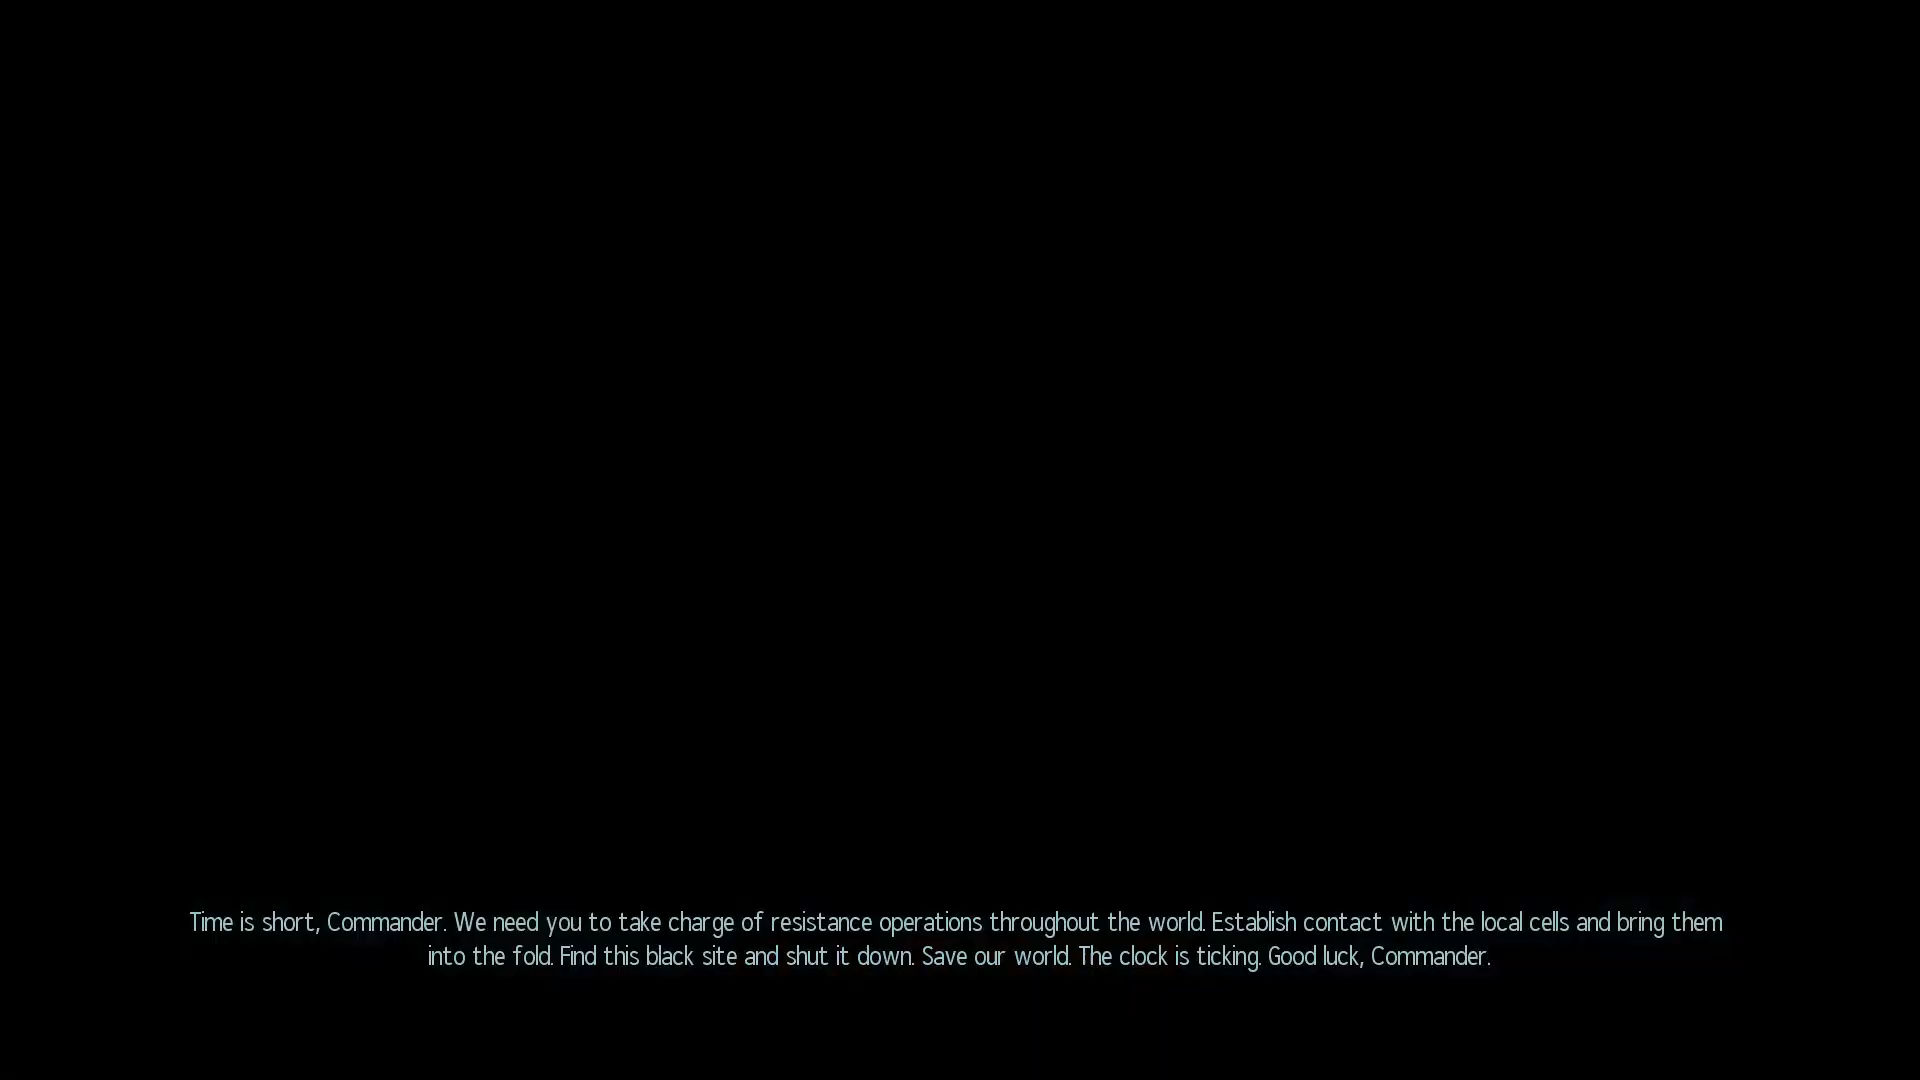 Time is short, Commander. We need you to take charge of resistance operations throughout the world. Establish contact with the local cells and bring them
into the fold. Find this black site and shut it down. Save our world. The clock is ticking. Good luck, Commander.